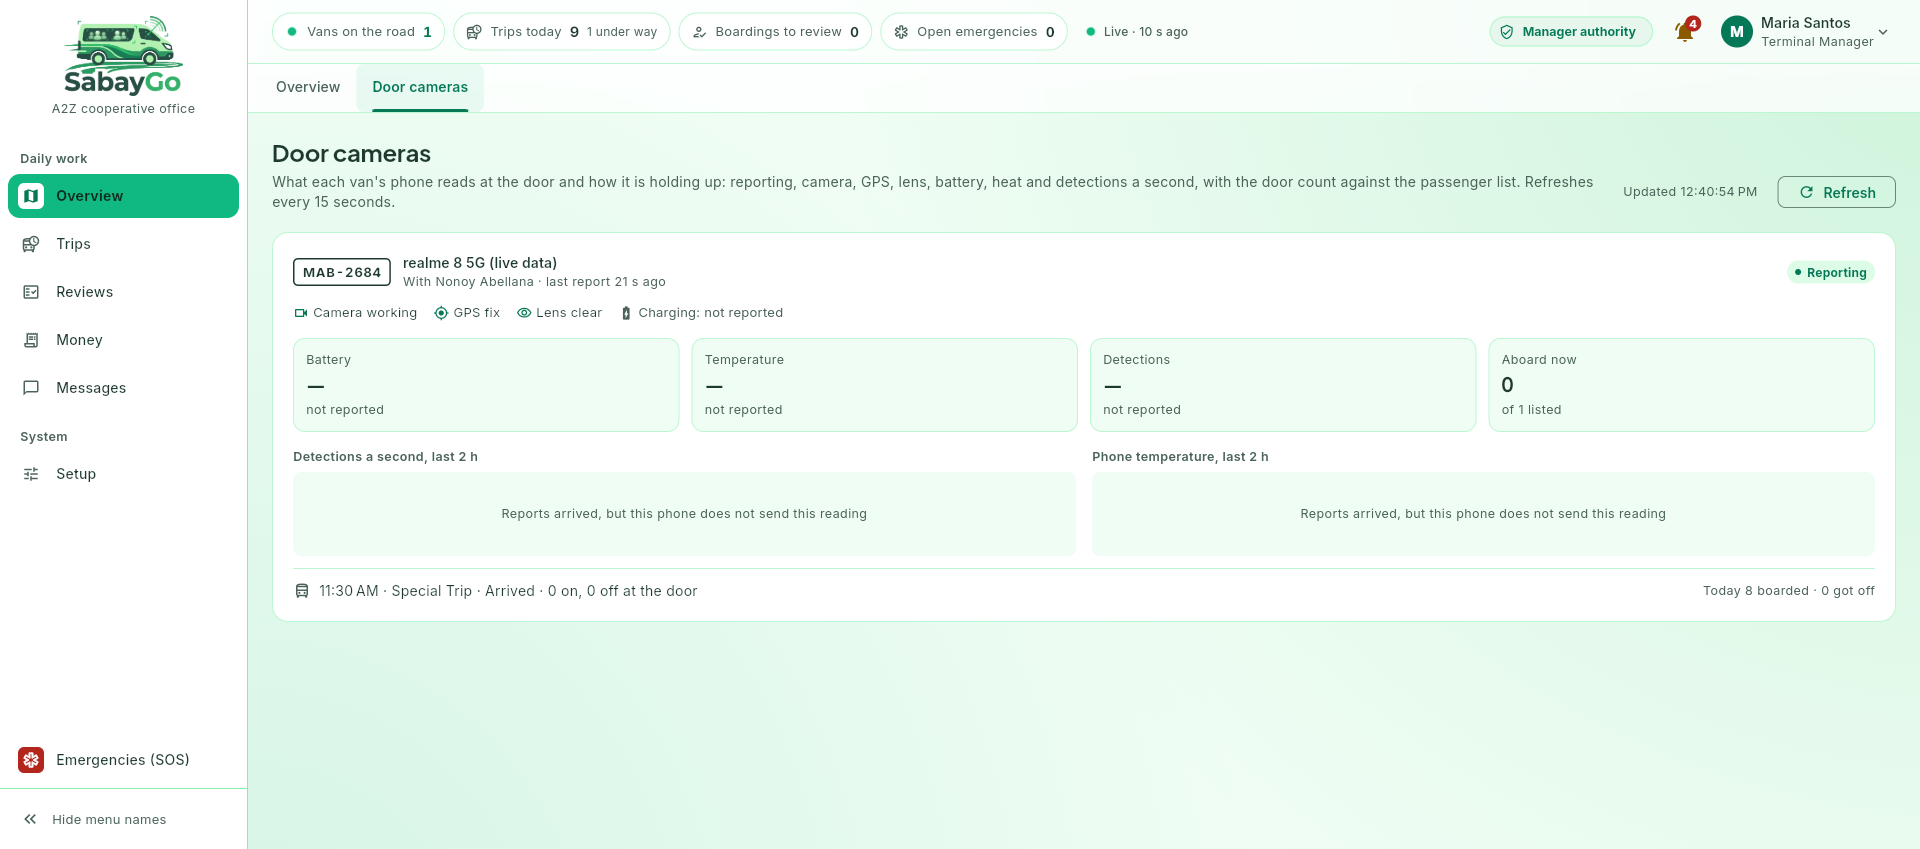 SabayGo
A2Z cooperative office
Daily work
Overview
Trips
Reviews
Money
Messages
System
Setup
Emergencies (SOS)
Hide menu names
Vans on the road 1
Trips today 9 1 under way
Boardings to review 0
Open emergencies 0
Live · 10 s ago
Manager authority
4
M
Maria Santos
Terminal Manager
Overview
Door cameras
Door cameras
What each van's phone reads at the door and how it is holding up: reporting, camera, GPS, lens, battery, heat and detections a second, with the door count against the passenger list. Refreshes
every 15 seconds.
Updated 12:40:54 PM
Refresh
MAB-2684
realme 8 5G (live data)
With Nonoy Abellana · last report 21 s ago
Reporting
Camera working
GPS fix
Lens clear
Charging: not reported
Battery
—
not reported
Temperature
—
not reported
Detections
—
not reported
Aboard now
0
of 1 listed
Detections a second, last 2 h
Reports arrived, but this phone does not send this reading
Phone temperature, last 2 h
Reports arrived, but this phone does not send this reading
11:30 AM · Special Trip · Arrived · 0 on, 0 off at the door
Today 8 boarded · 0 got off